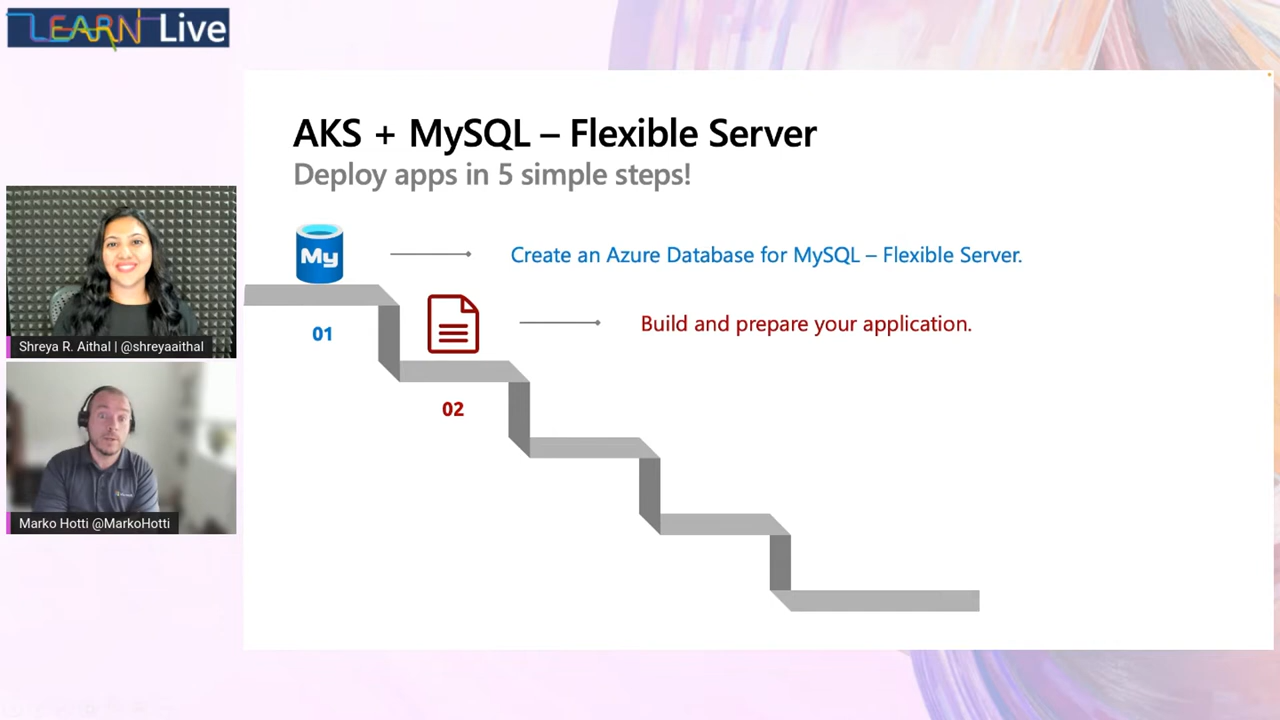 LEARN Live
AKS + MySQL – Flexible Server
Deploy apps in 5 simple steps!
My
Create an Azure Database for MySQL – Flexible Server.
01
Build and prepare your application.
02
Shreya R. Aithal | @shreyaaithal
Marko Hotti @MarkoHotti